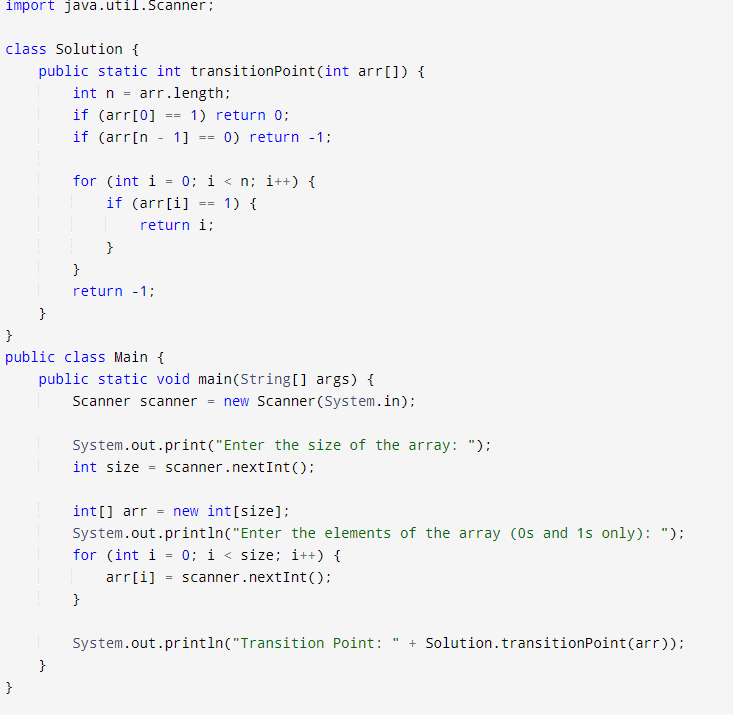 import java.util.Scanner;
class Solution {
public static int transitionPoint(int arr[]) {
int n = arr.length;
if (arr[0] == 1) return 0;
if (arr[n - 1] == 0) return -1;
for (int i = 0; i < n; i++) {
if (arr[i] == 1) {
return i;
}
}
return -1;
}
}
public class Main {
public static void main(String[] args) {
Scanner scanner = new Scanner(System.in);
System.out.print("Enter the size of the array: ");
int size = scanner.nextInt();
int[] arr = new int[size];
System.out.println("Enter the elements of the array (0s and 1s only): ");
for (int i = 0; i < size; i++) {
arr[i] = scanner.nextInt();
}
System.out.println("Transition Point: " + Solution.transitionPoint(arr));
}
}